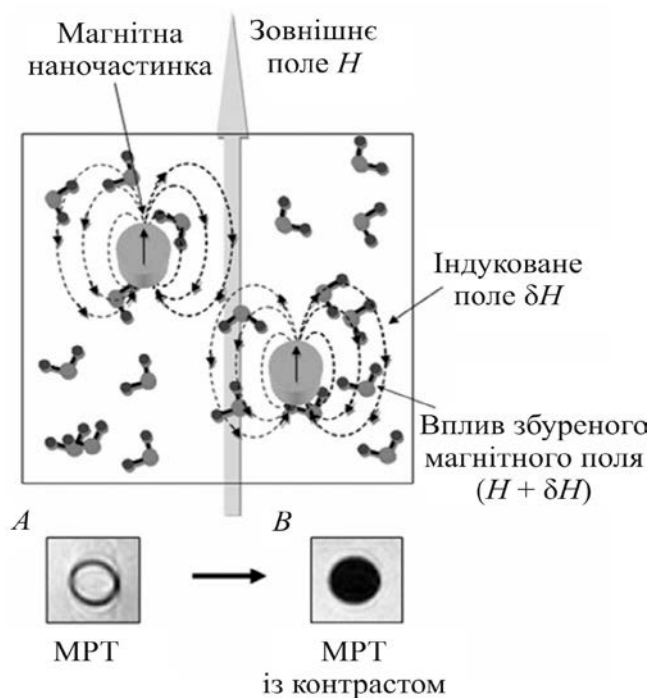 Магнітна
наночастинка
Зовнішнє
поле H
Індуковане
поле δH
Вплив збуреного
магнітного поля
(H + δH)
A
B
МРТ
МРТ
із контрастом